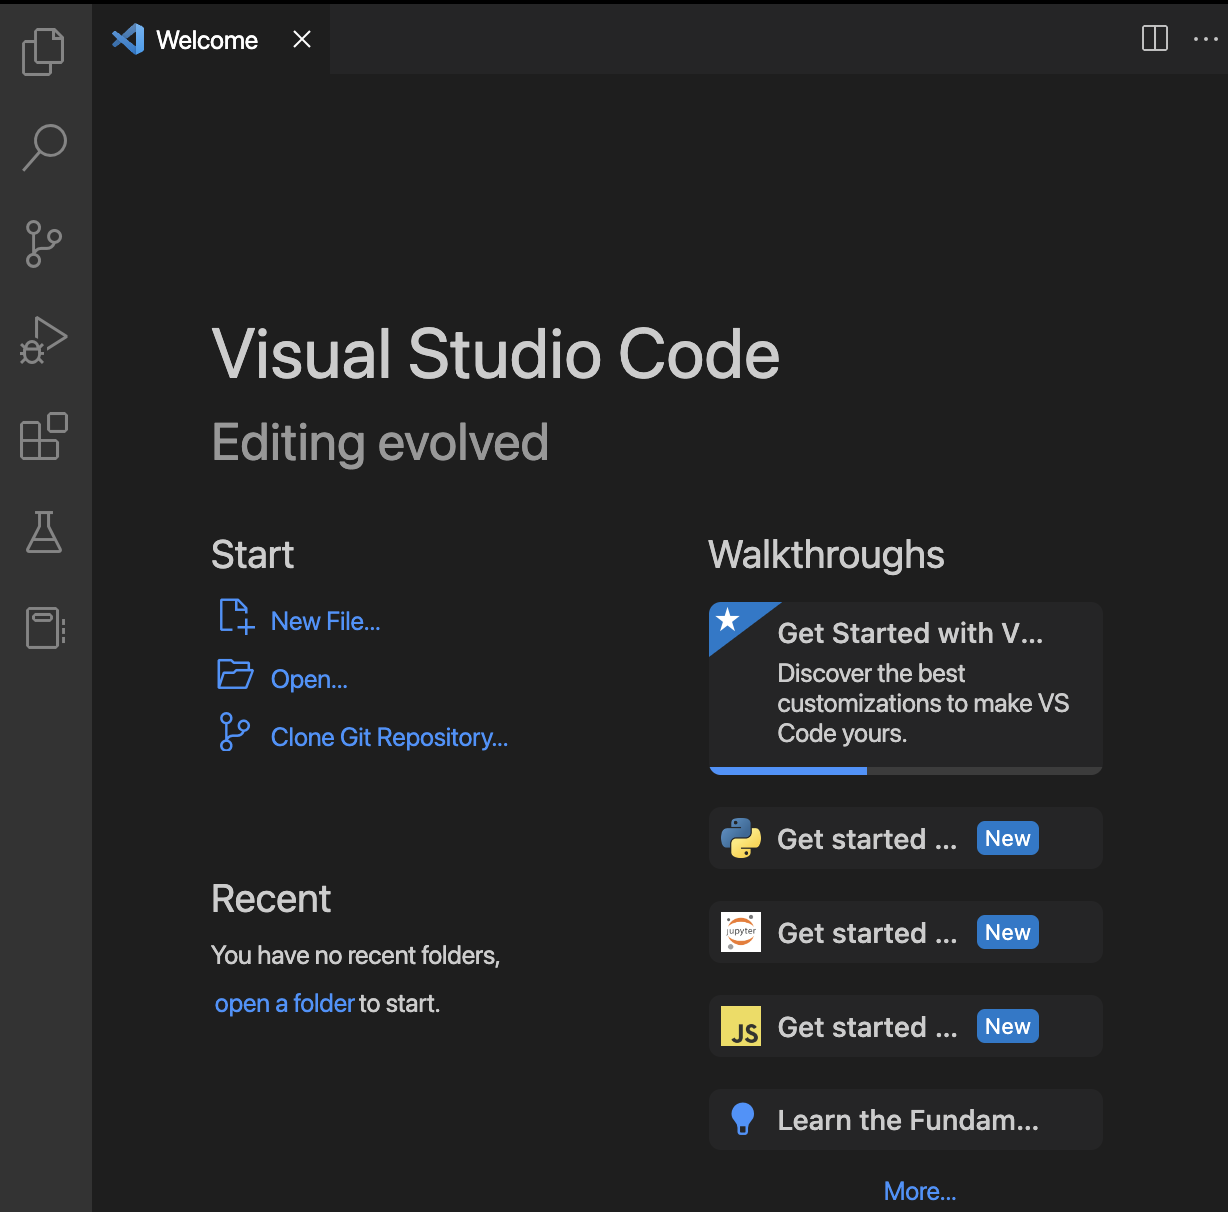 Welcome
Visual Studio Code
Editing evolved
Start
New File...
Open...
Clone Git Repository...
Recent
You have no recent folders,
open a folder to start.
Walkthroughs
Get Started with V...
Discover the best
customizations to make VS
Code yours.
Get started ... New
jupyter
Get started ... New
JS
Get started ... New
Learn the Fundam...
More...